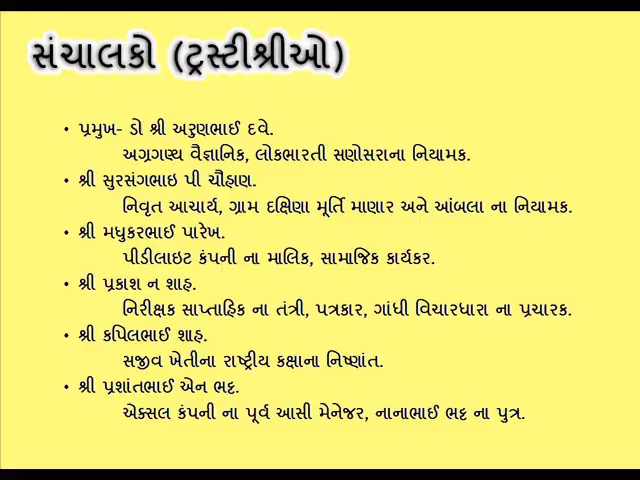 સંચાલકો (ટ્રસ્ટીશ્રીઓ)
• પ્રમુખ- ડો શ્રી અરુણભાઈ દવે.
અગ્રગણ્ય વૈજ્ઞાનિક, લોકભારતી સણોસરાના નિયામક.
• શ્રી સુરસંગભાઇ પી ચૌહાણ.
નિવૃત આચાર્ય, ગ્રામ દક્ષિણા મૂર્તિ માણાર અને આંબલા ના નિયામક.
• શ્રી મધુકરભાઈ પારેખ.
પીડીલાઇટ કંપની ના માલિક, સામાજિક કાર્યકર.
• શ્રી પ્રકાશ ન શાહ.
નિરીક્ષક સાપ્તાહિક ના તંત્રી, પત્રકાર, ગાંધી વિચારધારા ના પ્રચારક.
• શ્રી કપિલભાઈ શાહ.
સજીવ ખેતીના રાષ્ટ્રીય કક્ષાના નિષ્ણાંત.
• શ્રી પ્રશાંતભાઈ એન ભટ્ટ.
એક્સલ કંપની ના પૂર્વ આસી મેનેજર, નાનાભાઈ ભટ્ટ ના પુત્ર.